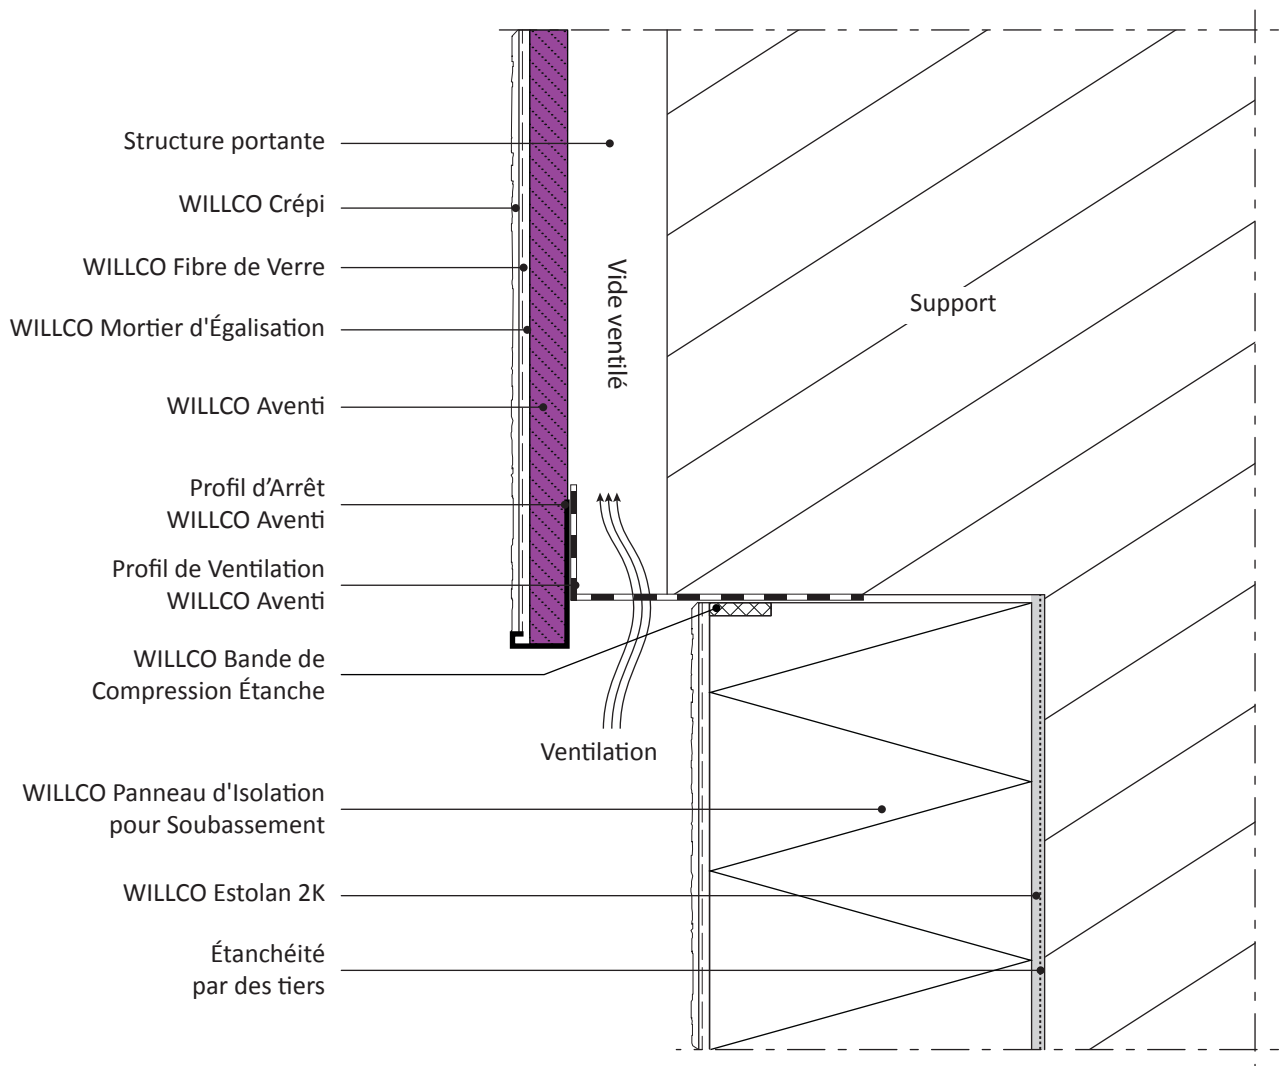 Structure portante
WILLCO Crépi
WILLCO Fibre de Verre
WILLCO Mortier d'Égalisation
WILLCO Aventi
Profil d’Arrêt
WILLCO Aventi
Profil de Ventilation
WILLCO Aventi
WILLCO Bande de
Compression Étanche
WILLCO Panneau d'Isolation
pour Soubassement
WILLCO Estolan 2K
Étanchéité
par des tiers
Vide ventilé
Support
Ventilation